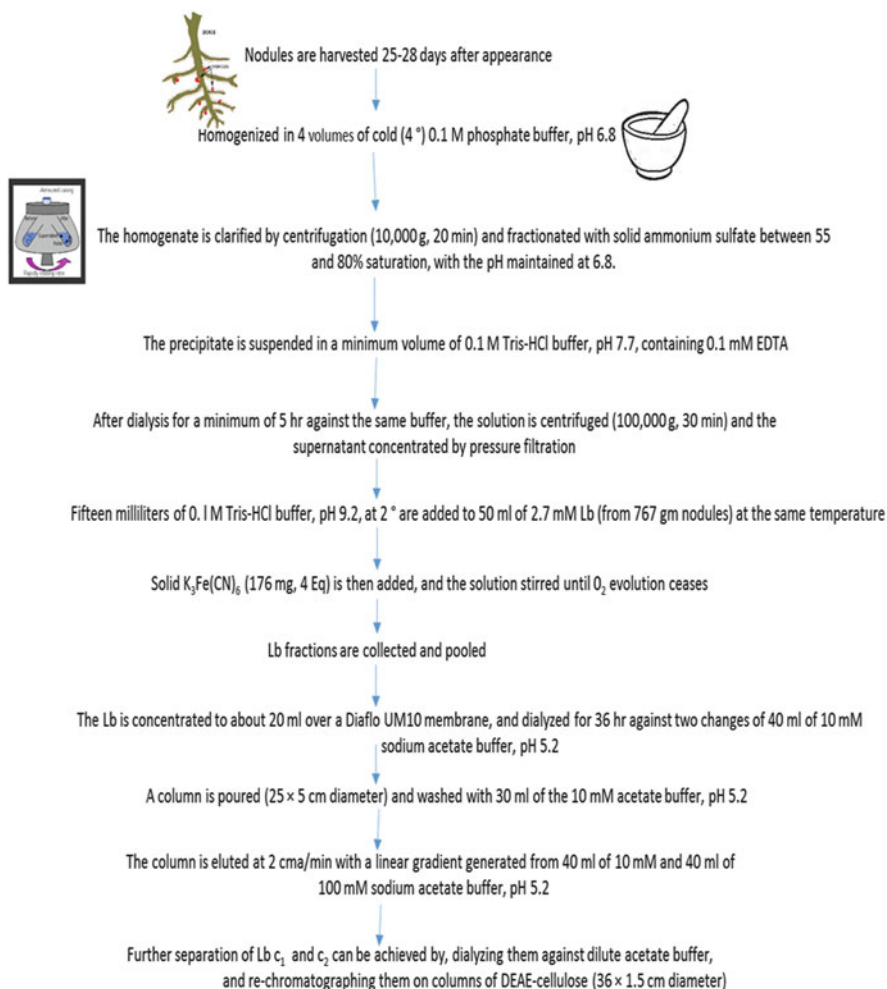 Nodules are harvested 25-28 days after appearance
Homogenized in 4 volumes of cold (4 °) 0.1 M phosphate buffer, pH 6.8
The homogenate is clarified by centrifugation (10,000 g, 20 min) and fractionated with solid ammonium sulfate between 55
and 80% saturation, with the pH maintained at 6.8.
The precipitate is suspended in a minimum volume of 0.1 M Tris-HCl buffer, pH 7.7, containing 0.1 mM EDTA
After dialysis for a minimum of 5 hr against the same buffer, the solution is centrifuged (100,000 g, 30 min) and the
supernatant concentrated by pressure filtration
Fifteen milliliters of 0. l M Tris-HCl buffer, pH 9.2, at 2 ° are added to 50 ml of 2.7 mM Lb (from 767 gm nodules) at the same temperature
Solid K₃Fe(CN)₆ (176 mg, 4 Eq) is then added, and the solution stirred until O₂ evolution ceases
Lb fractions are collected and pooled
The Lb is concentrated to about 20 ml over a Diaflo UM10 membrane, and dialyzed for 36 hr against two changes of 40 ml of 10 mM
sodium acetate buffer, pH 5.2
A column is poured (25 × 5 cm diameter) and washed with 30 ml of the 10 mM acetate buffer, pH 5.2
The column is eluted at 2 cma/min with a linear gradient generated from 40 ml of 10 mM and 40 ml of
100 mM sodium acetate buffer, pH 5.2
Further separation of Lb c₁ and c₂ can be achieved by, dialyzing them against dilute acetate buffer,
and re-chromatographing them on columns of DEAE-cellulose (36 × 1.5 cm diameter)